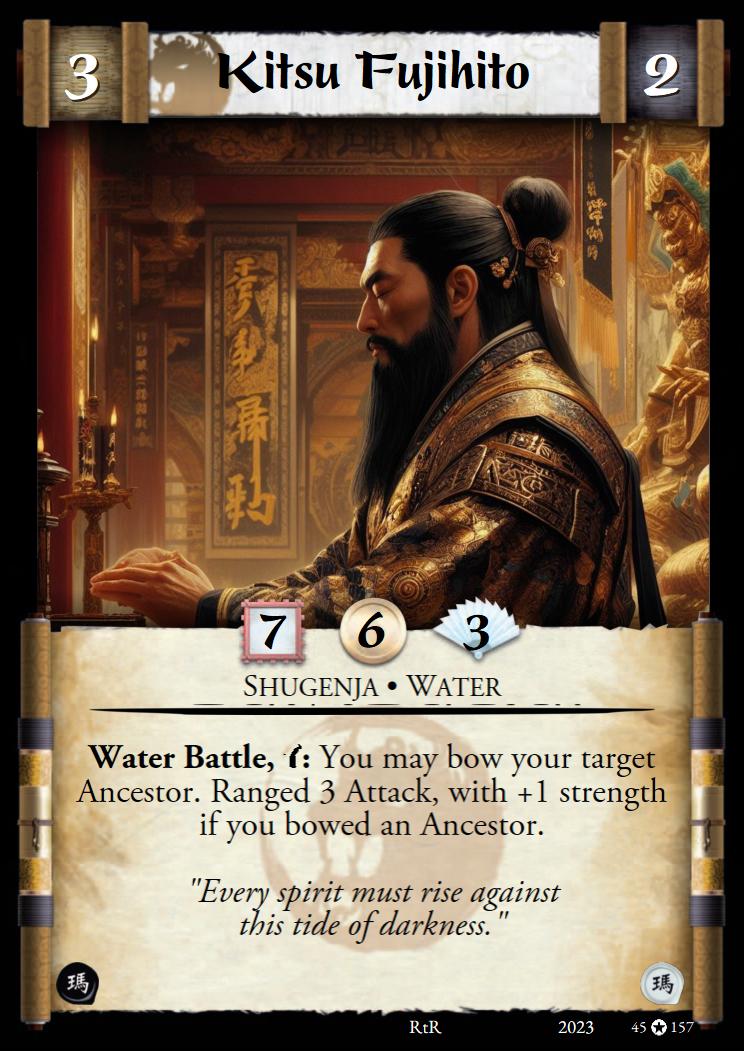 3 Kitsu Fujihito 2
7 6 3
Shugenja • Water
Water Battle, : You may bow your target
Ancestor. Ranged 3 Attack, with +1 strength
if you bowed an Ancestor.
"Every spirit must rise against
this tide of darkness."
瑪 瑪
RtR 2023 45 157